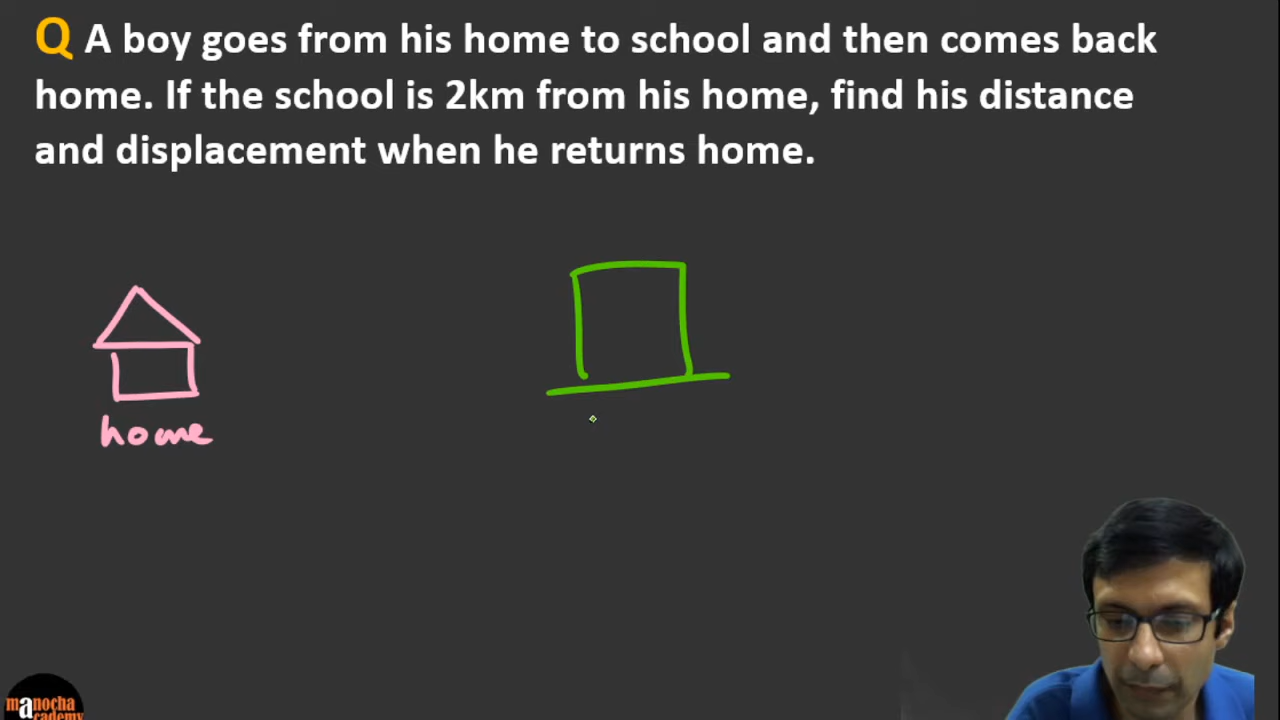 Q A boy goes from his home to school and then comes back
home. If the school is 2km from his home, find his distance
and displacement when he returns home.
home
manocha
academy